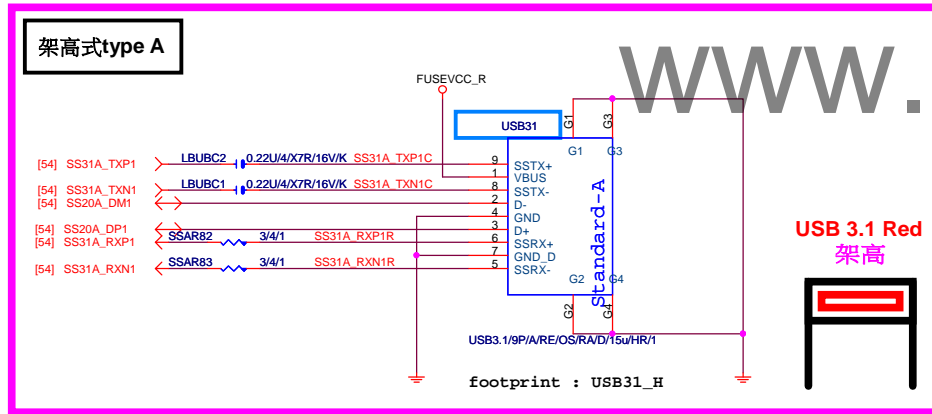 架高式type A
www.
FUSEVCC_R
USB31
G1
G3
G1
G3
[54] SS31A_TXP1
LBUBC2
0.22U/4/X7R/16V/K
SS31A_TXP1C
9
SSTX+
1
VBUS
[54] SS31A_TXN1
LBUBC1
0.22U/4/X7R/16V/K
SS31A_TXN1C
8
SSTX-
[54] SS20A_DM1
2
D-
4
GND
[54] SS20A_DP1
3
D+
[54] SS31A_RXP1
SSAR82
3/4/1
SS31A_RXP1R
6
SSRX+
7
GND_D
[54] SS31A_RXN1
SSAR83
3/4/1
SS31A_RXN1R
5
SSRX-
Standard-A
G2
G4
G2
G4
USB3.1/9P/A/RE/OS/RA/D/15u/HR/1
footprint : USB31_H
USB 3.1 Red
架高